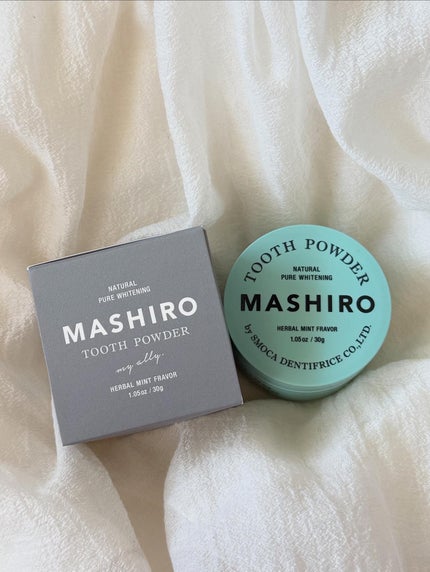 NATURAL
PURE WHITENING
MASHIRO
TOOTH POWDER
my ally.
HERBAL MINT FRAVOR
1.05oz / 30g
TOOTH POWDER
NATURAL
PURE WHITENING
MASHIRO
HERBAL MINT FRAVOR
1.05oz / 30g
by SMOCA DENTIFRICE CO.,LTD.